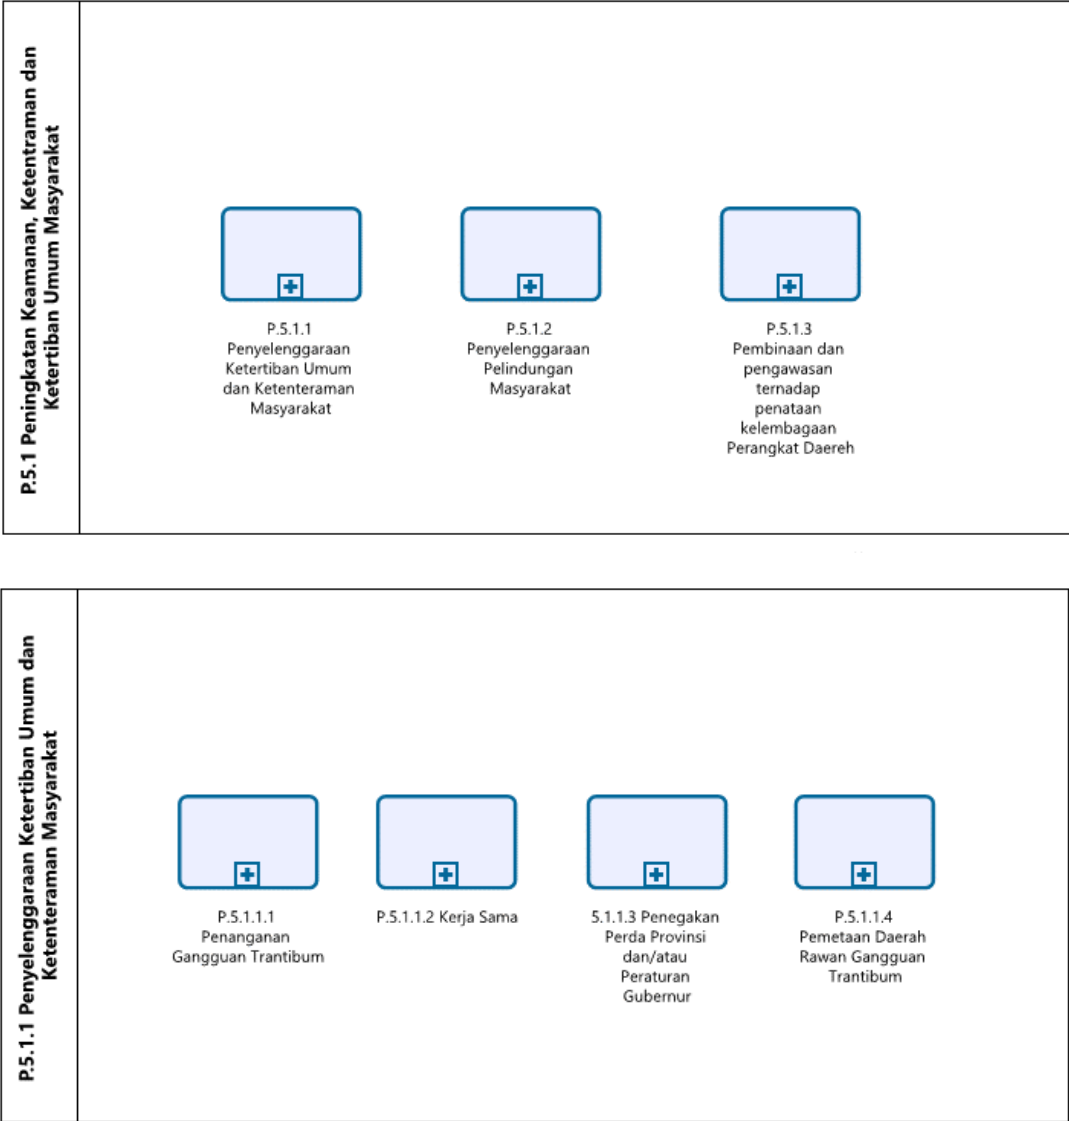 P.5.1 Peningkatan Keamanan, Ketentraman dan
Ketertiban Umum Masyarakat
P.5.1.1
Penyelenggaraan
Ketertiban Umum
dan Ketenteraman
Masyarakat
P.5.1.2
Penyelenggaraan
Pelindungan
Masyarakat
P.5.1.3
Pembinaan dan
pengawasan
ternadap
penataan
kelembagaan
Perangkat Daereh
P.5.1.1 Penyelenggaraan Ketertiban Umum dan
Ketenteraman Masyarakat
P.5.1.1.1
Penanganan
Gangguan Trantibum
P.5.1.1.2 Kerja Sama
5.1.1.3 Penegakan
Perda Provinsi
dan/atau
Peraturan
Gubernur
P.5.1.1.4
Pemetaan Daerah
Rawan Gangguan
Trantibum